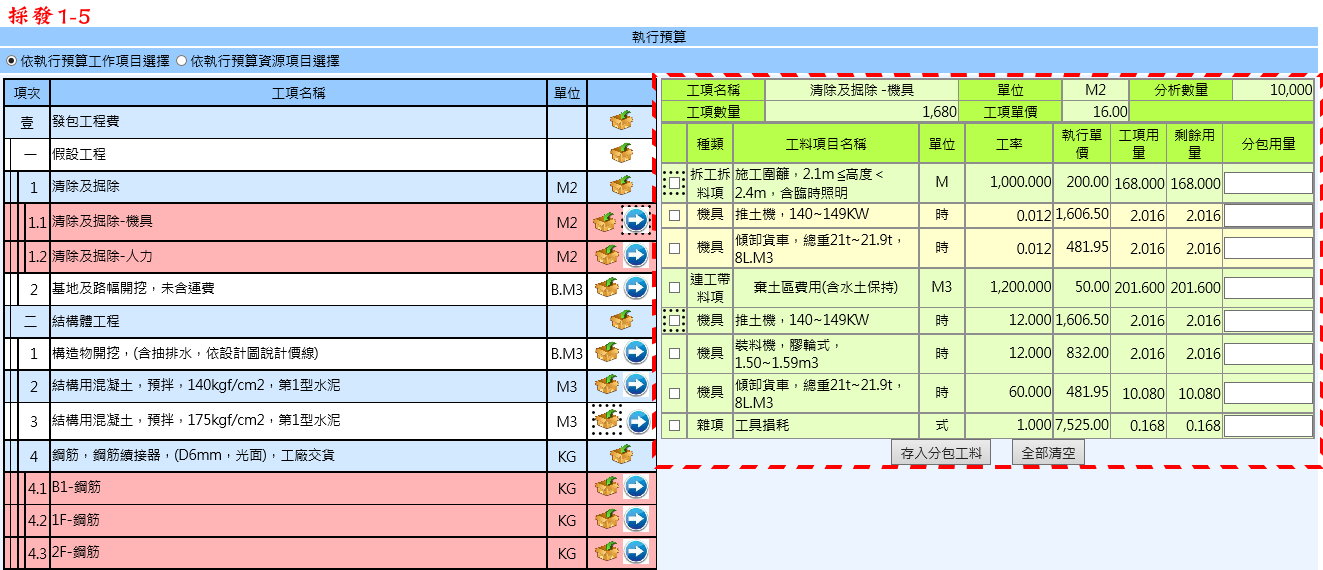 採發1-5
執行預算
依執行預算工作項目選擇 依執行預算資源項目選擇
項次 工項名稱 單位
壹 發包工程費
一 假設工程
1 清除及掘除 M2
1.1 清除及掘除-機具 M2
1.2 清除及掘除-人力 M2
2 基地及路幅開挖，未含運費 B.M3
二 結構體工程
1 構造物開挖，(含抽排水，依設計圖說計價線) B.M3
2 結構用混凝土，預拌，140kgf/cm2，第1型水泥 M3
3 結構用混凝土，預拌，175kgf/cm2，第1型水泥 M3
4 鋼筋，鋼筋續接器，(D6mm，光面)，工廠交貨 KG
4.1 B1-鋼筋 KG
4.2 1F-鋼筋 KG
4.3 2F-鋼筋 KG
工項名稱 清除及掘除 -機具 單位 M2 分析數量 10,000
工項數量 1,680 工項單價 16.00
種類 工料項目名稱 單位 工率 執行單價 工項用量 剩餘用量 分包用量
拆工拆料項 施工圍籬，2.1m ≦高度 < 2.4m，含臨時照明 M 1,000.000 200.00 168.000 168.000
機具 推土機，140~149KW 時 0.012 1,606.50 2.016 2.016
機具 傾卸貨車，總重21t~21.9t，8L.M3 時 0.012 481.95 2.016 2.016
連工帶料項 棄土區費用(含水土保持) M3 1,200.000 50.00 201.600 201.600
機具 推土機，140~149KW 時 12.000 1,606.50 2.016 2.016
機具 裝料機，膠輪式，1.50~1.59m3 時 12.000 832.00 2.016 2.016
機具 傾卸貨車，總重21t~21.9t，8L.M3 時 60.000 481.95 10.080 10.080
雜項 工具損耗 式 1.000 7,525.00 0.168 0.168
存入分包工料 全部清空